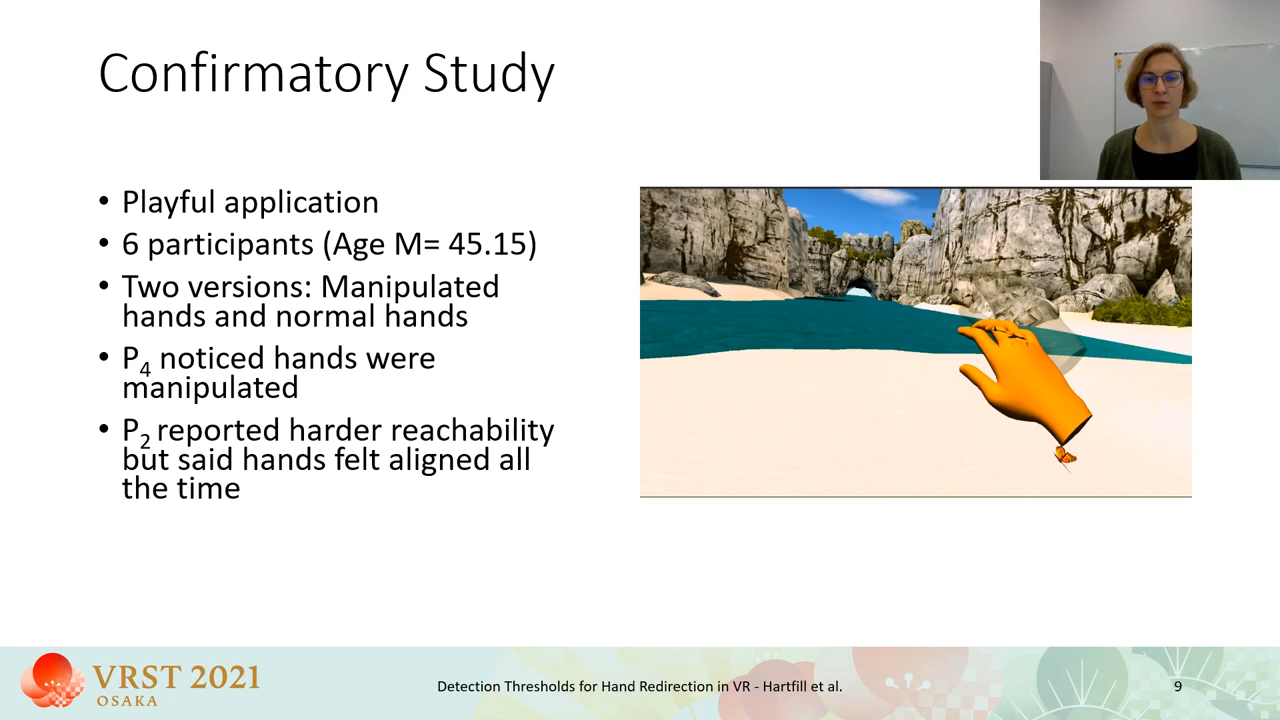 Confirmatory Study
• Playful application
• 6 participants (Age M= 45.15)
• Two versions: Manipulated
hands and normal hands
• P4 noticed hands were
manipulated
• P2 reported harder reachability
but said hands felt aligned all
the time
VRST 2021
OSAKA
Detection Thresholds for Hand Redirection in VR - Hartfill et al.
9